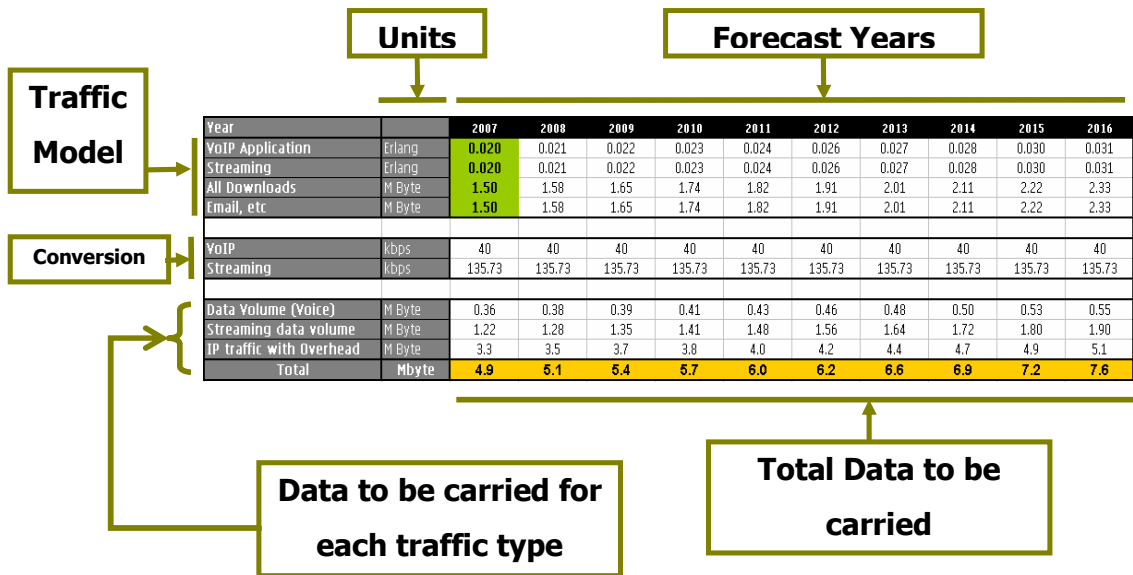 Units
Forecast Years
Traffic
Model
Year 2007 2008 2009 2010 2011 2012 2013 2014 2015 2016
VoIP Application Erlang 0.020 0.021 0.022 0.023 0.024 0.026 0.027 0.028 0.030 0.031
Streaming Erlang 0.020 0.021 0.022 0.023 0.024 0.026 0.027 0.028 0.030 0.031
All Downloads M Byte 1.50 1.58 1.65 1.74 1.82 1.91 2.01 2.11 2.22 2.33
Email, etc M Byte 1.50 1.58 1.65 1.74 1.82 1.91 2.01 2.11 2.22 2.33
Conversion
VoIP kbps 40 40 40 40 40 40 40 40 40 40
Streaming kbps 135.73 135.73 135.73 135.73 135.73 135.73 135.73 135.73 135.73 135.73
Data Volume (Voice) M Byte 0.36 0.38 0.39 0.41 0.43 0.46 0.48 0.50 0.53 0.55
Streaming data volume M Byte 1.22 1.28 1.35 1.41 1.48 1.56 1.64 1.72 1.80 1.90
IP traffic with Overhead M Byte 3.3 3.5 3.7 3.8 4.0 4.2 4.4 4.7 4.9 5.1
Total Mbyte 4.9 5.1 5.4 5.7 6.0 6.2 6.6 6.9 7.2 7.6
Data to be carried for
each traffic type
Total Data to be
carried